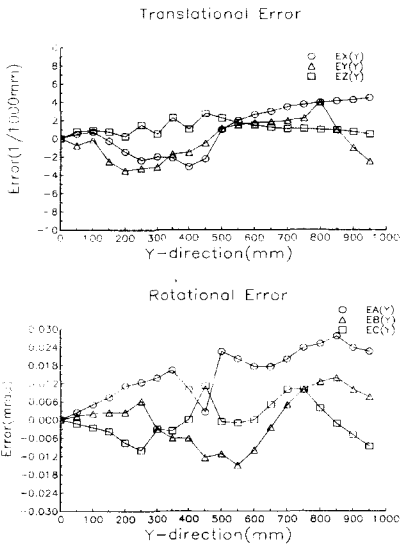 Translational Error
EX(Y)
EY(Y)
EZ(Y)
8
6
4
2
0
-2
-4
-6
-8
-10
Error(1/1000mm)
0 100 200 300 400 500 600 700 800 900 1000
Y-direction(mm)
Rotational Error
EA(Y)
EB(Y)
EC(Y)
0.030
0.024
0.018
0.012
0.006
0.000
-0.006
-0.012
-0.018
-0.024
-0.030
0 100 200 300 400 500 600 700 800 900 1000
Y-direction(mm)